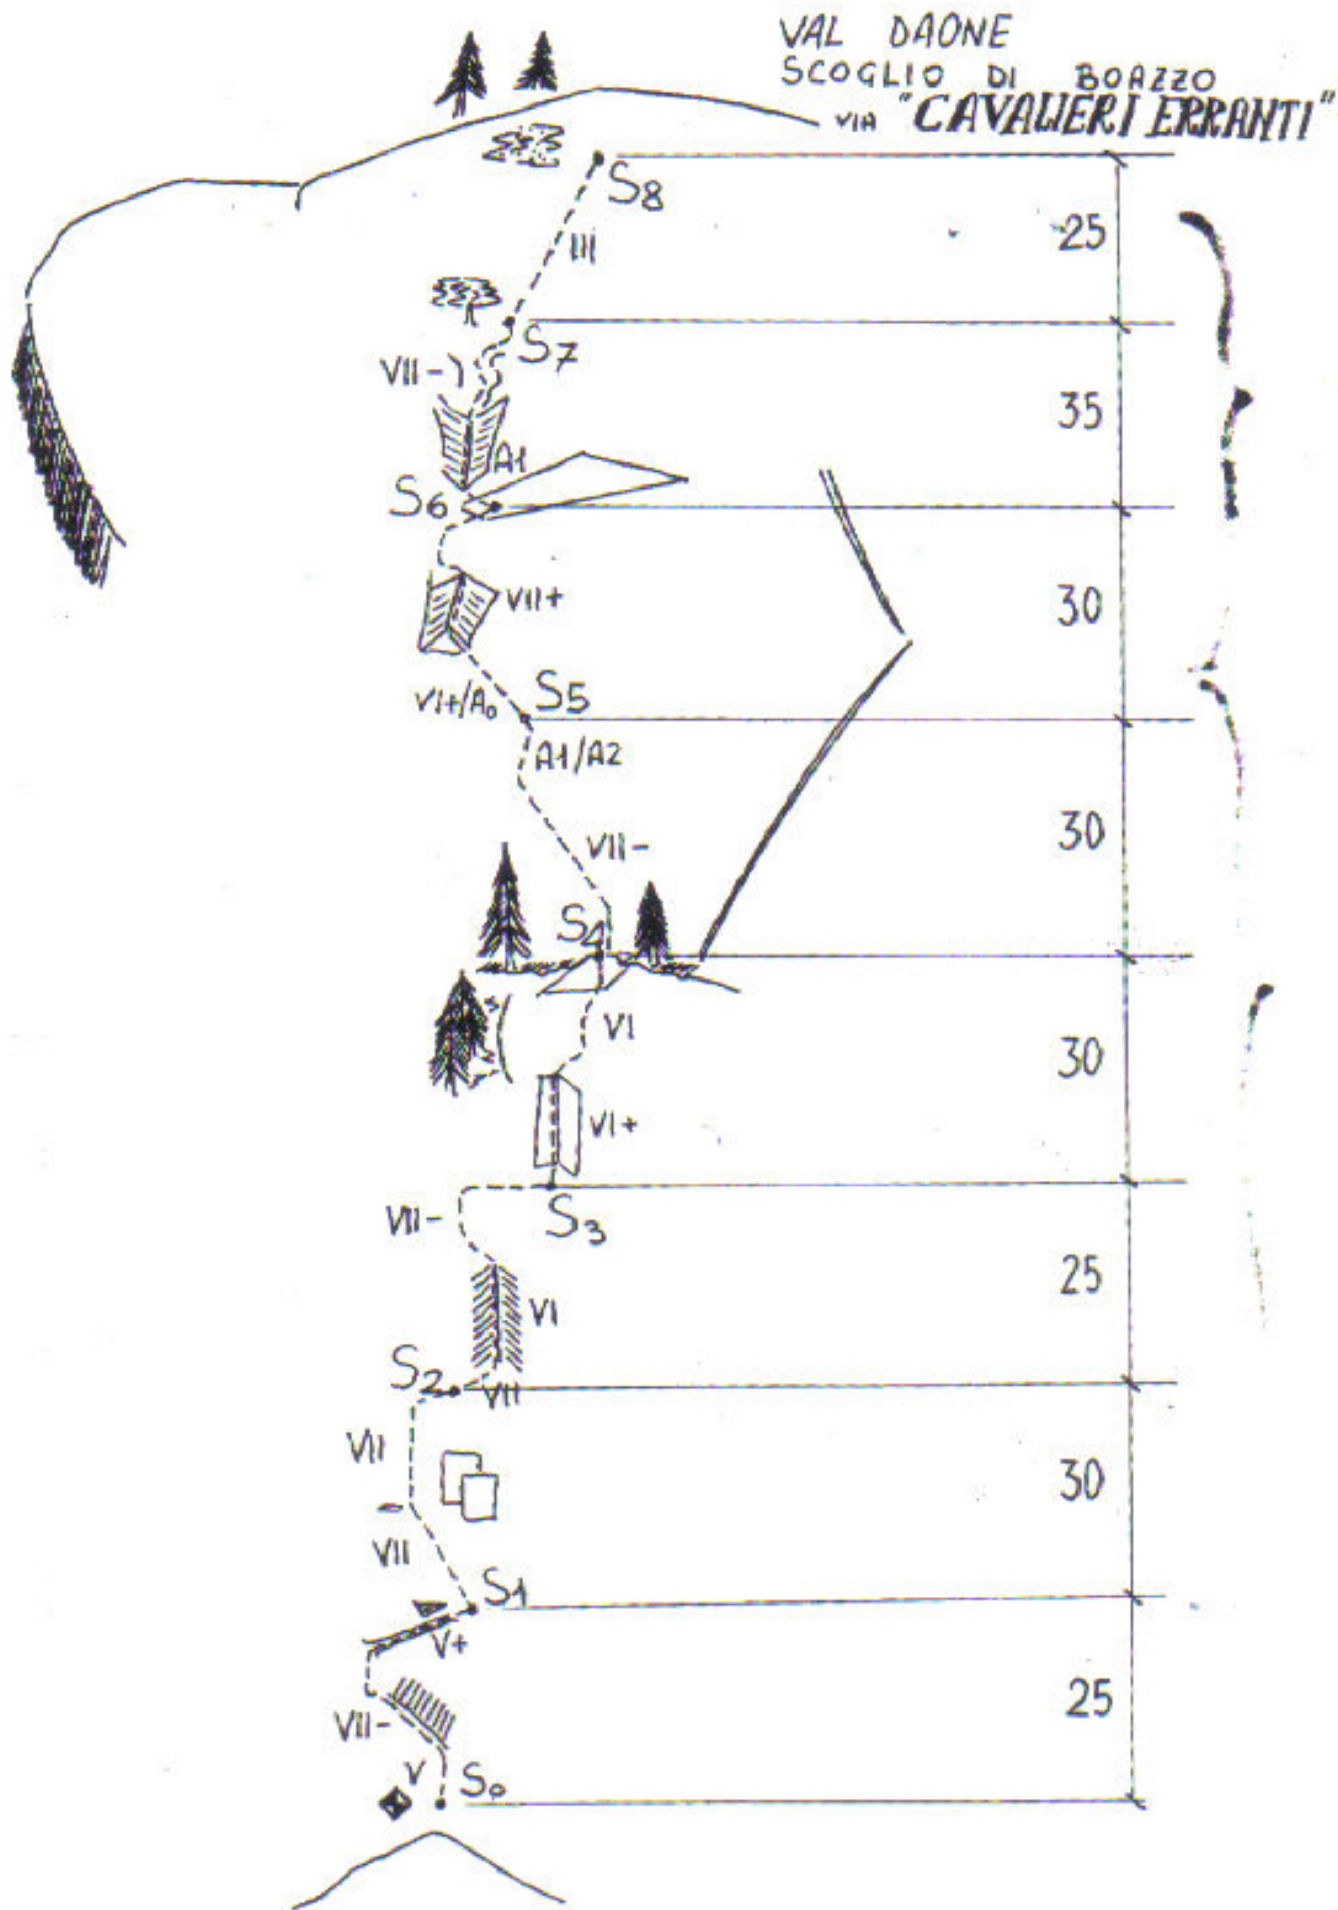 VAL DAONE
SCOGLIO DI BOAZZO
VIA "CAVALIERI ERRANTI"
S8
25
III
S7
VII-
35
A1
S6
VII+
30
VI+/A0
S5
A1/A2
30
VII-
S4
VI
30
VI+
S3
VII-
25
VI
S2
VII
VII
30
VII
S1
V+
25
VII-
V
S0